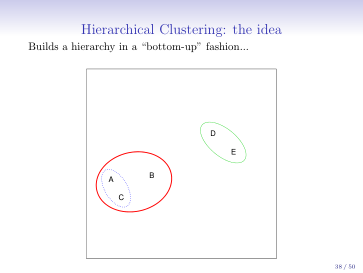 Hierarchical Clustering: the idea
Builds a hierarchy in a “bottom-up” fashion...
D
E
A
B
C
38 / 50